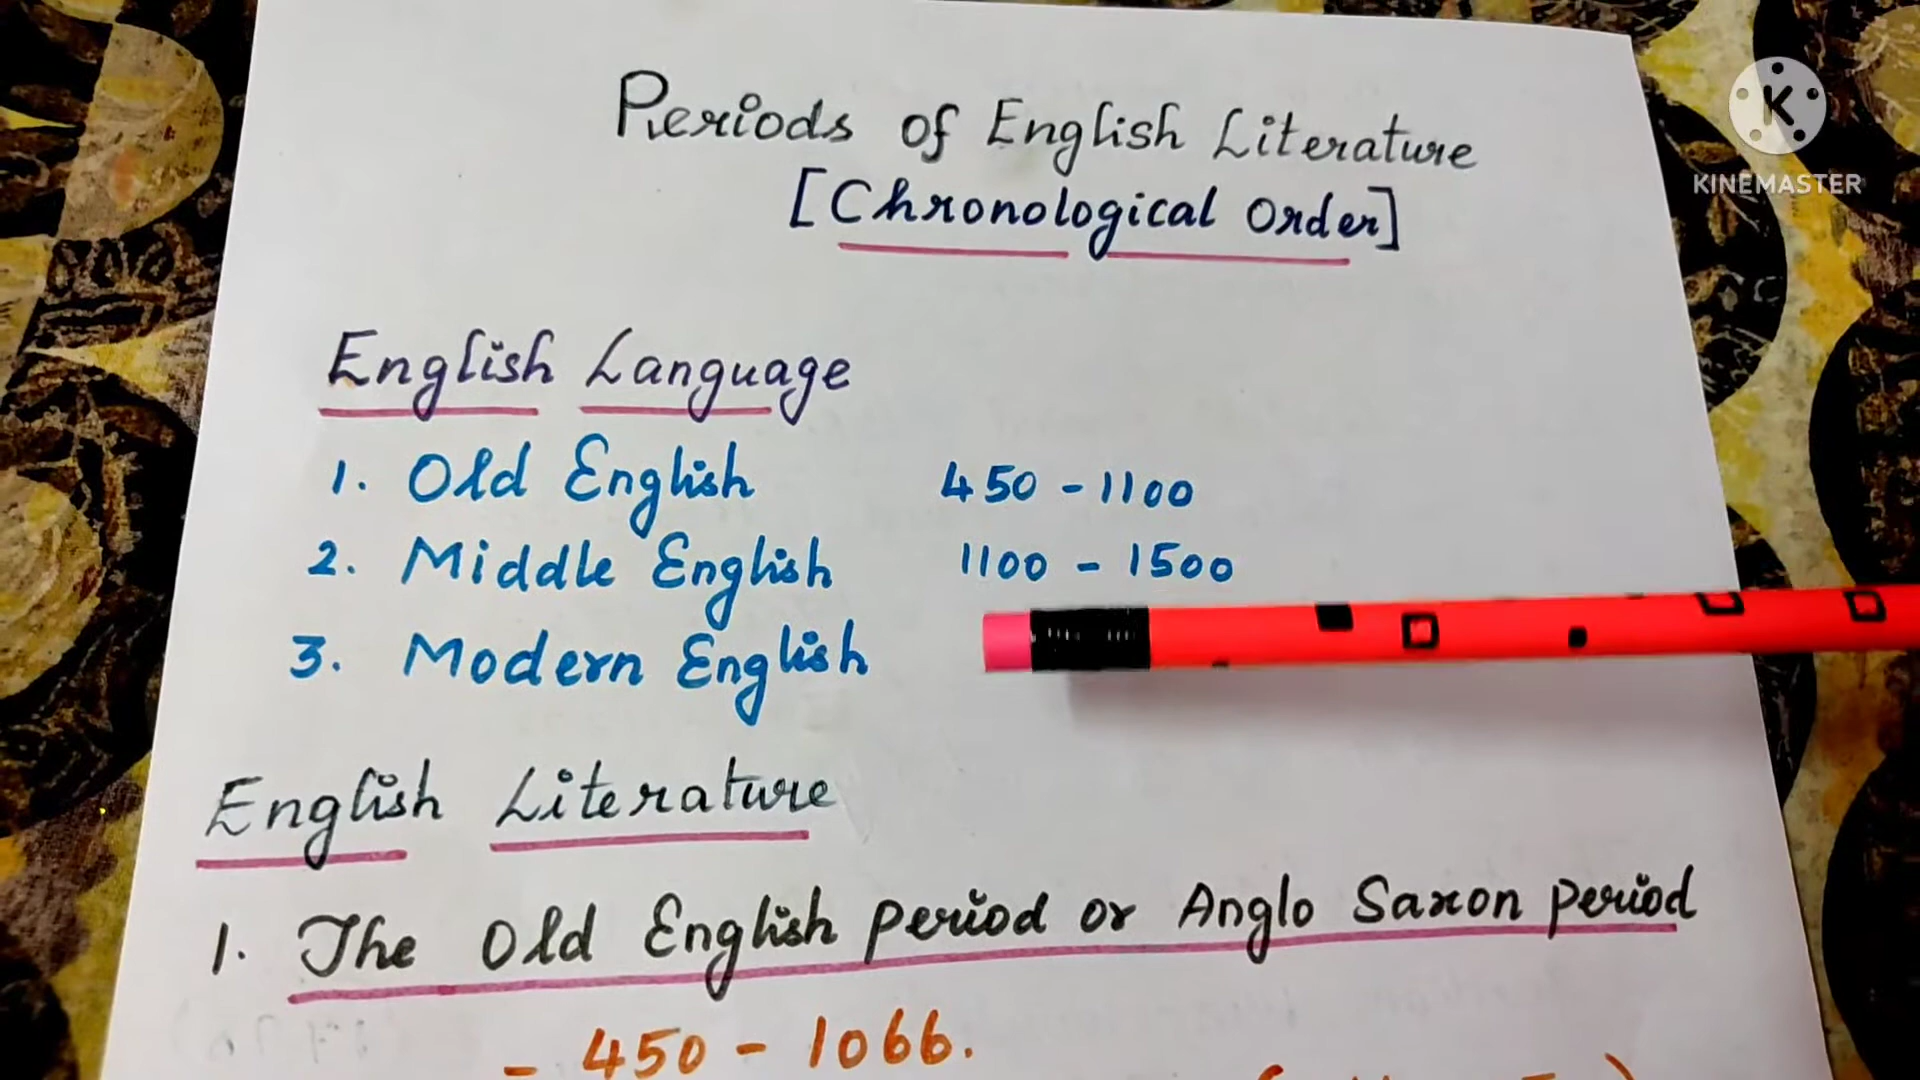 Periods of English Literature
[Chronological Order]
K
KINEMASTER
English Language
1. Old English 450 - 1100
2. Middle English 1100 - 1500
3. Modern English
English Literature
1. The Old English period or Anglo Saxon period
- 450 - 1066.